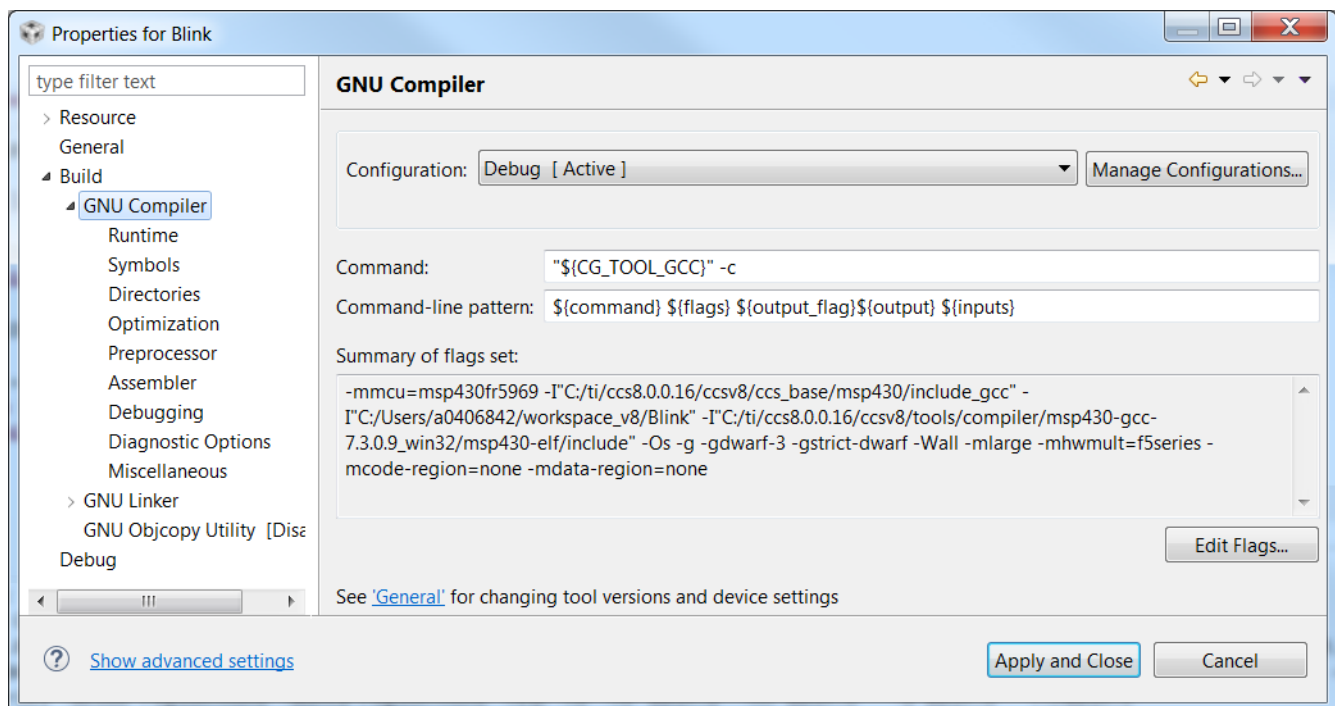 Properties for Blink
type filter text
Resource
General
Build
GNU Compiler
Runtime
Symbols
Directories
Optimization
Preprocessor
Assembler
Debugging
Diagnostic Options
Miscellaneous
GNU Linker
GNU Objcopy Utility [Disa
Debug
GNU Compiler
Configuration: Debug [ Active ] Manage Configurations...
Command: "${CG_TOOL_GCC}" -c
Command-line pattern: ${command} ${flags} ${output_flag}${output} ${inputs}
Summary of flags set:
-mmcu=msp430fr5969 -I"C:/ti/ccs8.0.0.16/ccsv8/ccs_base/msp430/include_gcc" -
I"C:/Users/a0406842/workspace_v8/Blink" -I"C:/ti/ccs8.0.0.16/ccsv8/tools/compiler/msp430-gcc-
7.3.0.9_win32/msp430-elf/include" -Os -g -gdwarf-3 -gstrict-dwarf -Wall -mlarge -mhwmult=f5series -
mcode-region=none -mdata-region=none
Edit Flags...
See 'General' for changing tool versions and device settings
Show advanced settings
Apply and Close Cancel